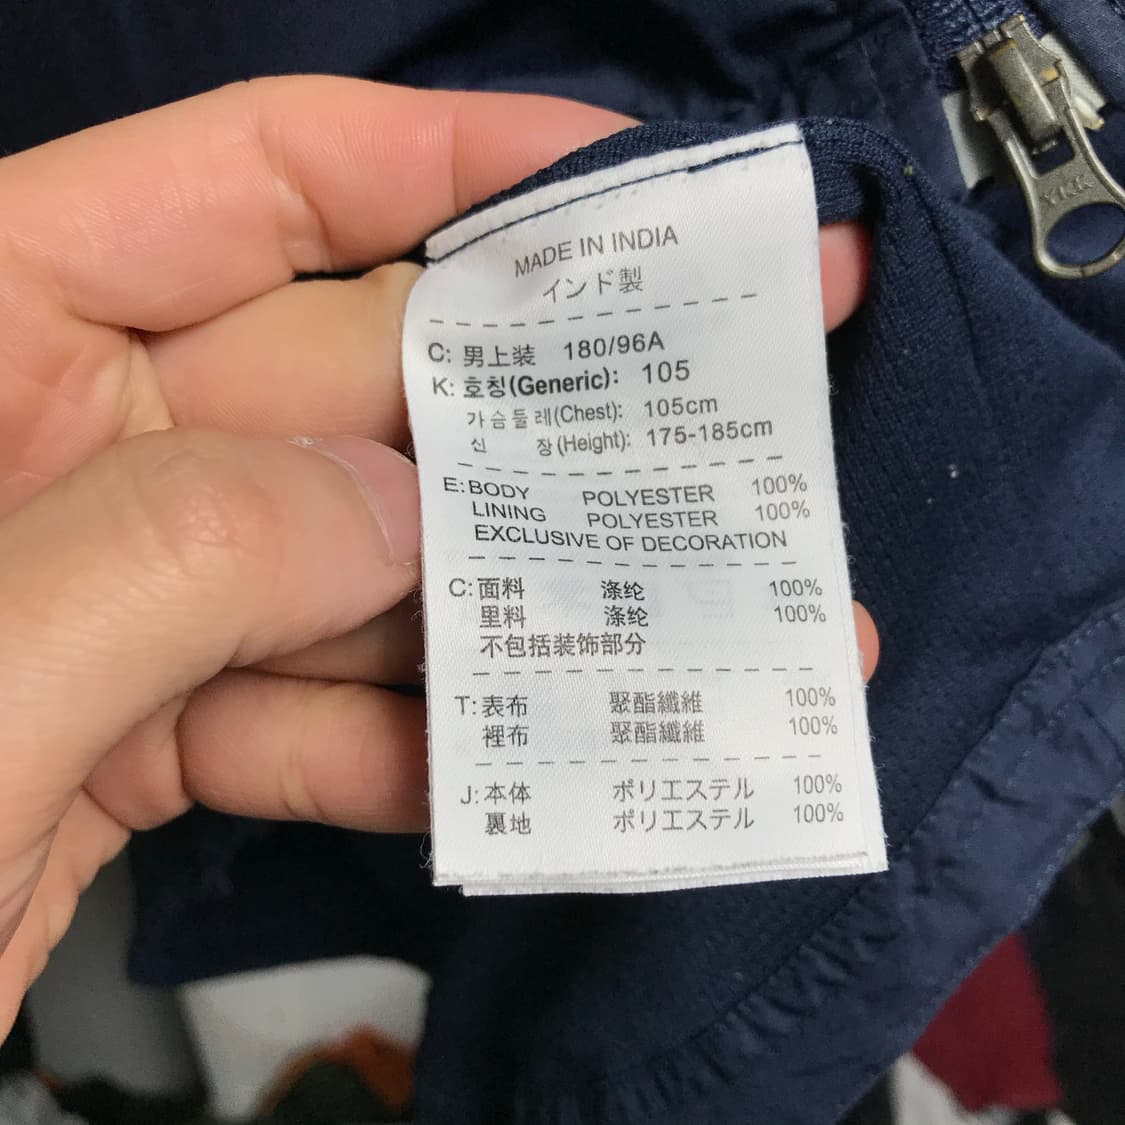 YKK
MADE IN INDIA
インド製
C: 男上装 180/96A
K: 호칭(Generic): 105
가슴둘레(Chest): 105cm
신 장(Height): 175-185cm
E: BODY POLYESTER 100%
LINING POLYESTER 100%
EXCLUSIVE OF DECORATION
C: 面料 涤纶 100%
里料 涤纶 100%
不包括装饰部分
T: 表布 聚酯纖維 100%
裡布 聚酯纖維 100%
J: 本体 ポリエステル 100%
裏地 ポリエステル 100%